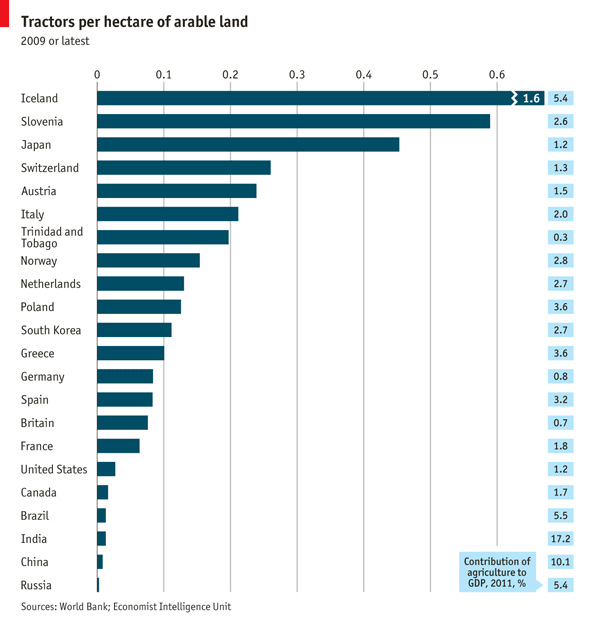 Tractors per hectare of arable land
2009 or latest
0 0.1 0.2 0.3 0.4 0.5 0.6
Iceland 1.6 5.4
Slovenia 2.6
Japan 1.2
Switzerland 1.3
Austria 1.5
Italy 2.0
Trinidad and
Tobago 0.3
Norway 2.8
Netherlands 2.7
Poland 3.6
South Korea 2.7
Greece 3.6
Germany 0.8
Spain 3.2
Britain 0.7
France 1.8
United States 1.2
Canada 1.7
Brazil 5.5
India 17.2
China 10.1
Russia 5.4
Contribution of
agriculture to
GDP, 2011, %
Sources: World Bank; Economist Intelligence Unit